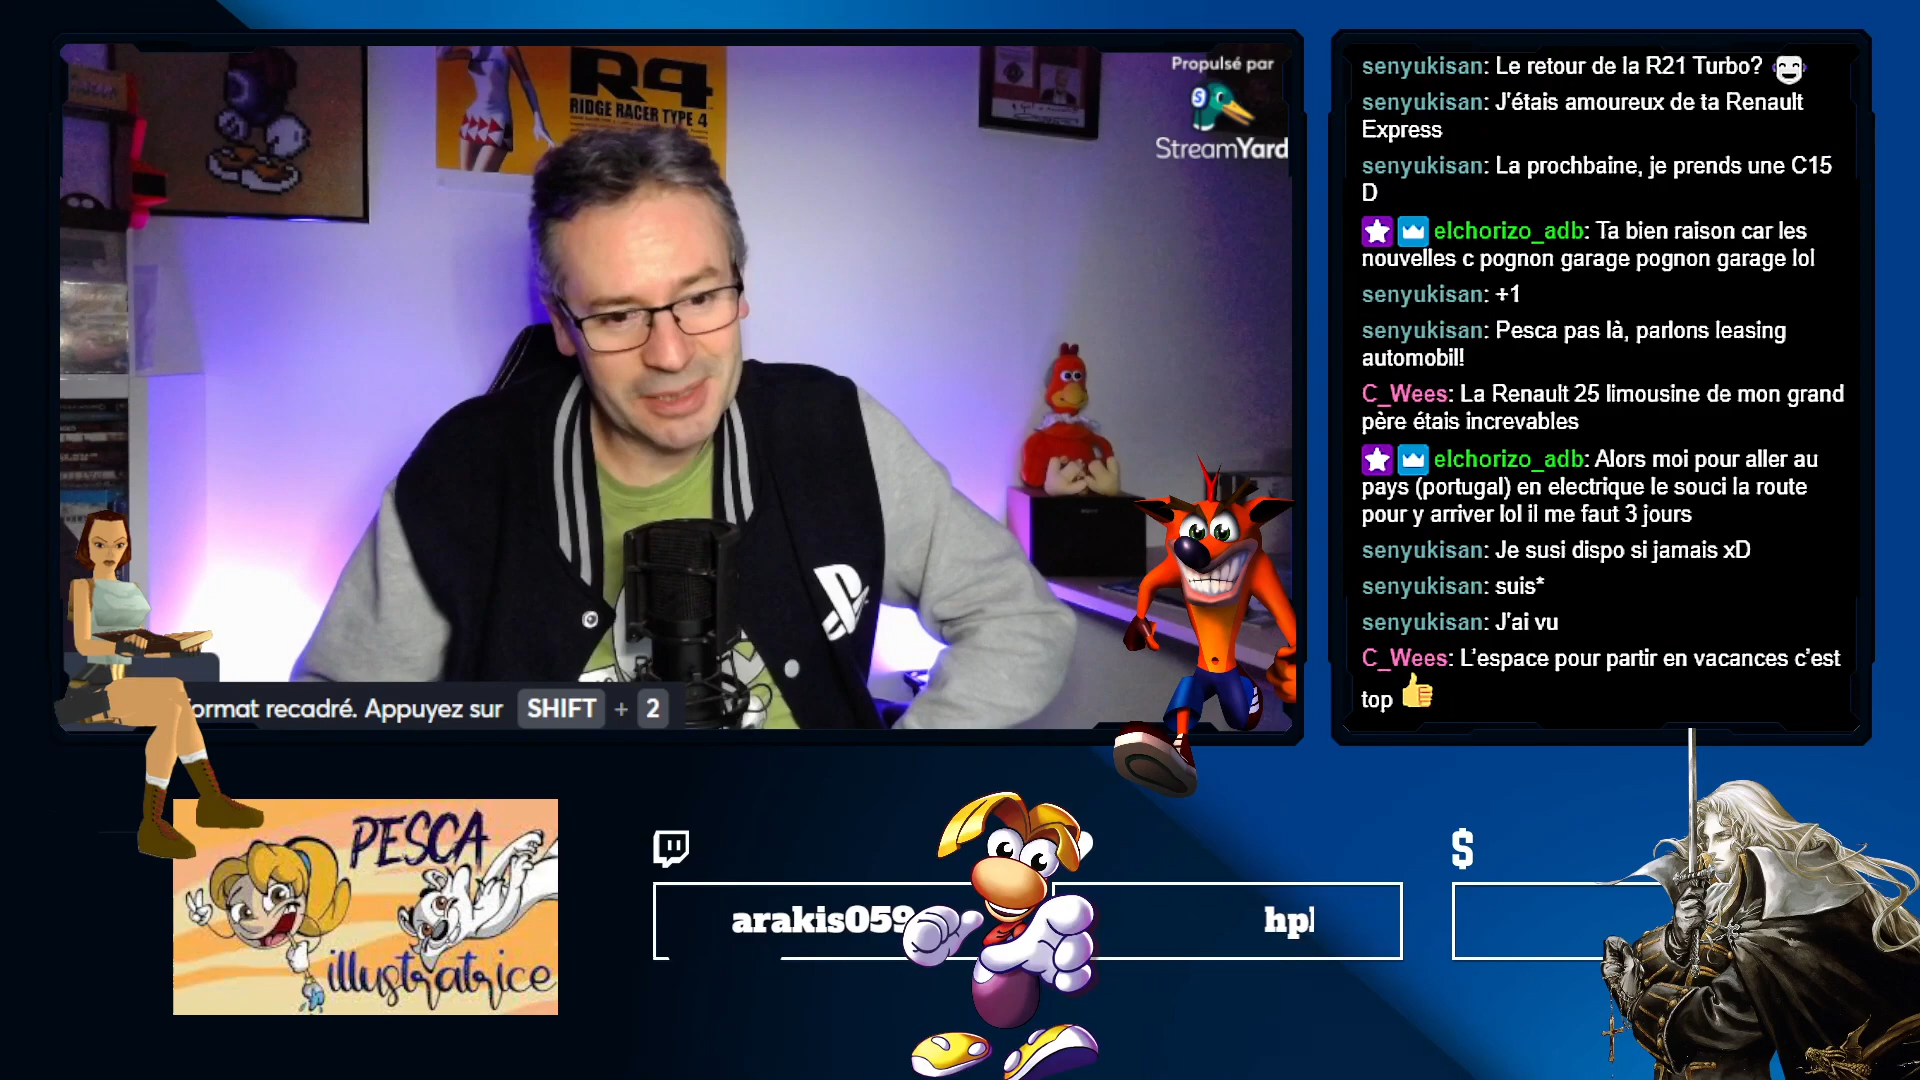 R4
RIDGE RACER TYPE 4
Propulsé par
S
StreamYard
ormat recadré. Appuyez sur SHIFT + 2
senyukisan: Le retour de la R21 Turbo?
senyukisan: J'étais amoureux de ta Renault
Express
senyukisan: La prochbaine, je prends une C15
D
elchorizo_adb: Ta bien raison car les
nouvelles c pognon garage pognon garage lol
senyukisan: +1
senyukisan: Pesca pas là, parlons leasing
automobil!
C_Wees: La Renault 25 limousine de mon grand
père étais increvables
elchorizo_adb: Alors moi pour aller au
pays (portugal) en electrique le souci la route
pour y arriver lol il me faut 3 jours
senyukisan: Je susi dispo si jamais xD
senyukisan: suis*
senyukisan: J'ai vu
C_Wees: L’espace pour partir en vacances c’est
top
PESCA
illustratrice
arakis059
hpl
$